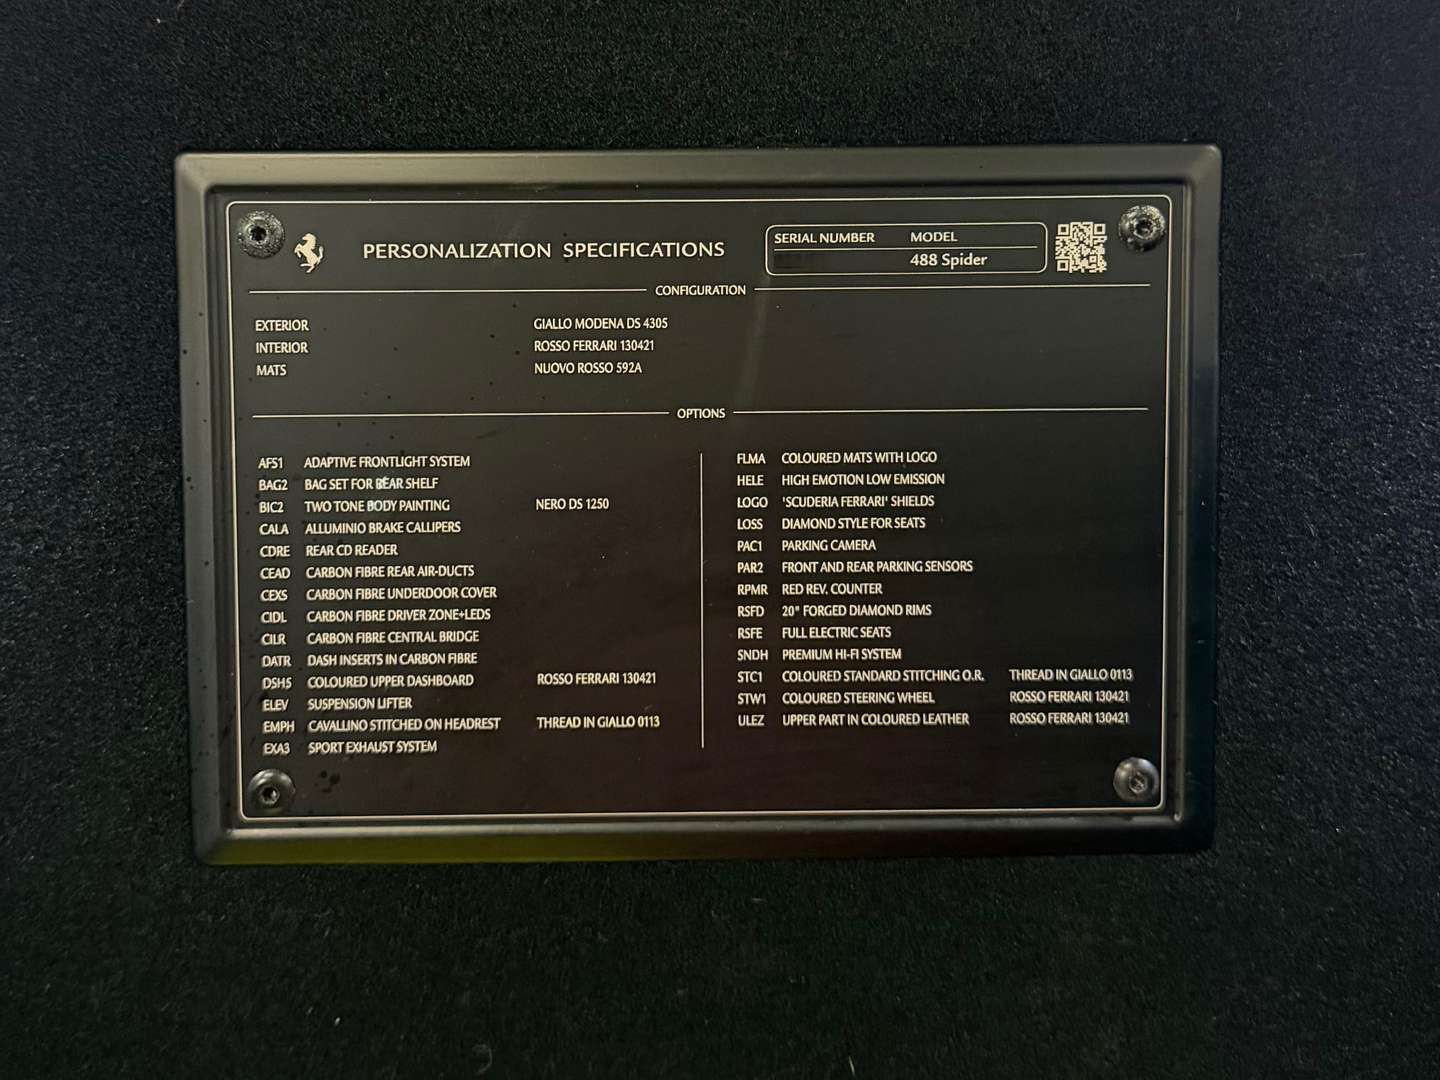 PERSONALIZATION SPECIFICATIONS
SERIAL NUMBER MODEL
488 Spider
CONFIGURATION
EXTERIOR GIALLO MODENA DS 4305
INTERIOR ROSSO FERRARI 130421
MATS NUOVO ROSSO 592A
OPTIONS
AFS1 ADAPTIVE FRONTLIGHT SYSTEM
BAG2 BAG SET FOR REAR SHELF
BIC2 TWO TONE BODY PAINTING NERO DS 1250
CALA ALLUMINIO BRAKE CALLIPERS
CDRE REAR CD READER
CEAD CARBON FIBRE REAR AIR-DUCTS
CEXS CARBON FIBRE UNDERDOOR COVER
CIDL CARBON FIBRE DRIVER ZONE+LEDS
CILR CARBON FIBRE CENTRAL BRIDGE
DATR DASH INSERTS IN CARBON FIBRE
DSH5 COLOURED UPPER DASHBOARD ROSSO FERRARI 130421
ELEV SUSPENSION LIFTER
EMPH CAVALLINO STITCHED ON HEADREST THREAD IN GIALLO 0113
EXA3 SPORT EXHAUST SYSTEM
FLMA COLOURED MATS WITH LOGO
HELE HIGH EMOTION LOW EMISSION
LOGO 'SCUDERIA FERRARI' SHIELDS
LOSS DIAMOND STYLE FOR SEATS
PAC1 PARKING CAMERA
PAR2 FRONT AND REAR PARKING SENSORS
RPMR RED REV. COUNTER
RSFD 20" FORGED DIAMOND RIMS
RSFE FULL ELECTRIC SEATS
SNDH PREMIUM HI-FI SYSTEM
STC1 COLOURED STANDARD STITCHING O.R. THREAD IN GIALLO 0113
STW1 COLOURED STEERING WHEEL ROSSO FERRARI 130421
ULEZ UPPER PART IN COLOURED LEATHER ROSSO FERRARI 130421